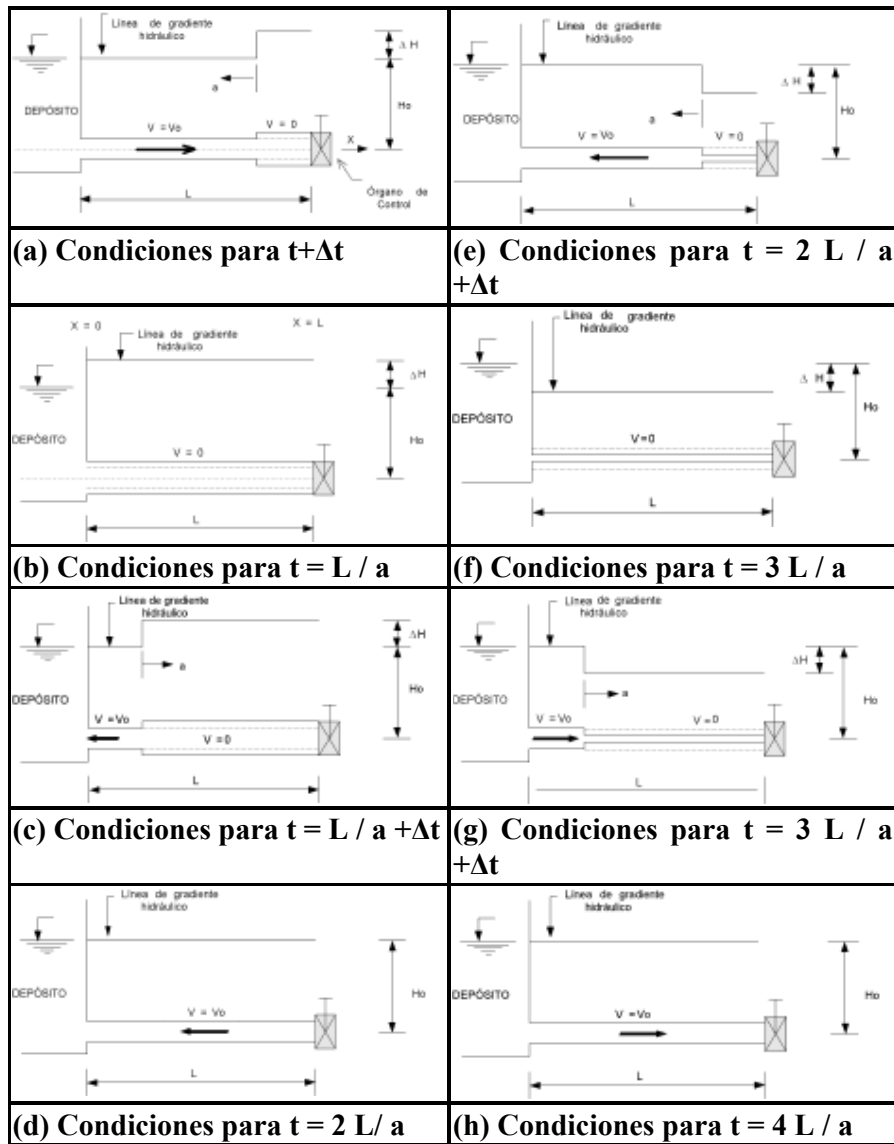 Línea de gradiente
hidráulico
Δ H
a
Ho
DEPÓSITO
V = Vo
V = 0
X
L
Órgano de
Control
(a) Condiciones para t+Δt
Línea de gradiente
hidráulico
Δ H
Ho
a
DEPÓSITO
V = Vo
V = 0
L
(e) Condiciones para t = 2 L / a
+Δt
X = 0
X = L
Línea de gradiente
hidráulico
ΔH
Ho
DEPÓSITO
V = 0
L
(b) Condiciones para t = L / a
Línea de gradiente
hidráulico
Δ H
Ho
DEPÓSITO
V=0
L
(f) Condiciones para t = 3 L / a
Línea de gradiente
hidráulico
ΔH
a
Ho
DEPÓSITO
V = Vo
V = 0
L
(c) Condiciones para t = L / a +Δt
Línea de gradiente
hidráulico
ΔH
Ho
a
DEPÓSITO
V = Vo
V = 0
L
(g) Condiciones para t = 3 L / a
+Δt
Línea de gradiente
hidráulico
DEPÓSITO
Ho
V = Vo
L
(d) Condiciones para t = 2 L/ a
Línea de gradiente
hidráulico
DEPÓSITO
Ho
V = Vo
L
(h) Condiciones para t = 4 L / a